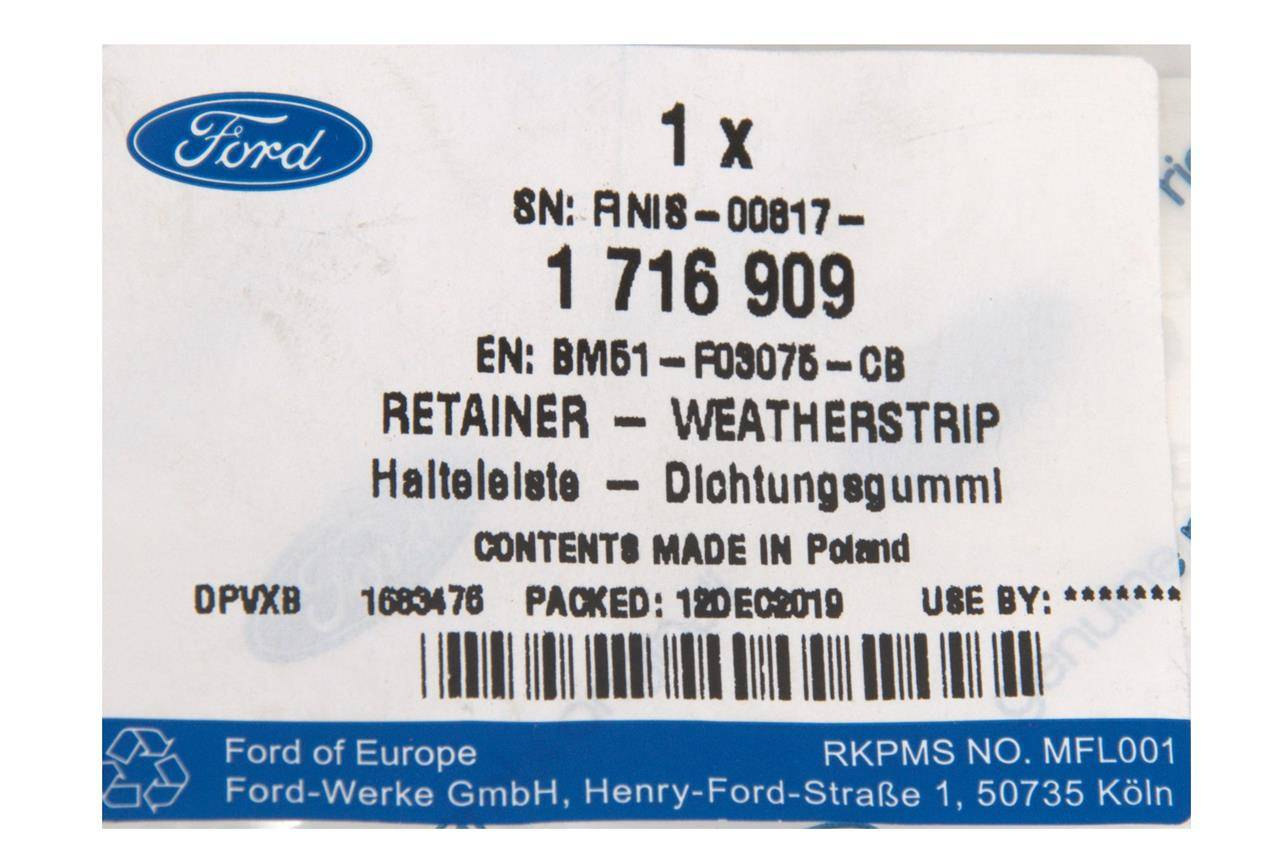 Ford
1 x
SN: FINIS-00817-
1 716 909
EN: BM51-F03075-CB
RETAINER - WEATHERSTRIP
Halteleiste - Dichtungsgummi
CONTENTS MADE IN Poland
DPVXB 1683476 PACKED: 12DEC2019 USE BY: *******
Ford of Europe RKPMS NO. MFL001
Ford-Werke GmbH, Henry-Ford-Straße 1, 50735 Köln
genuine